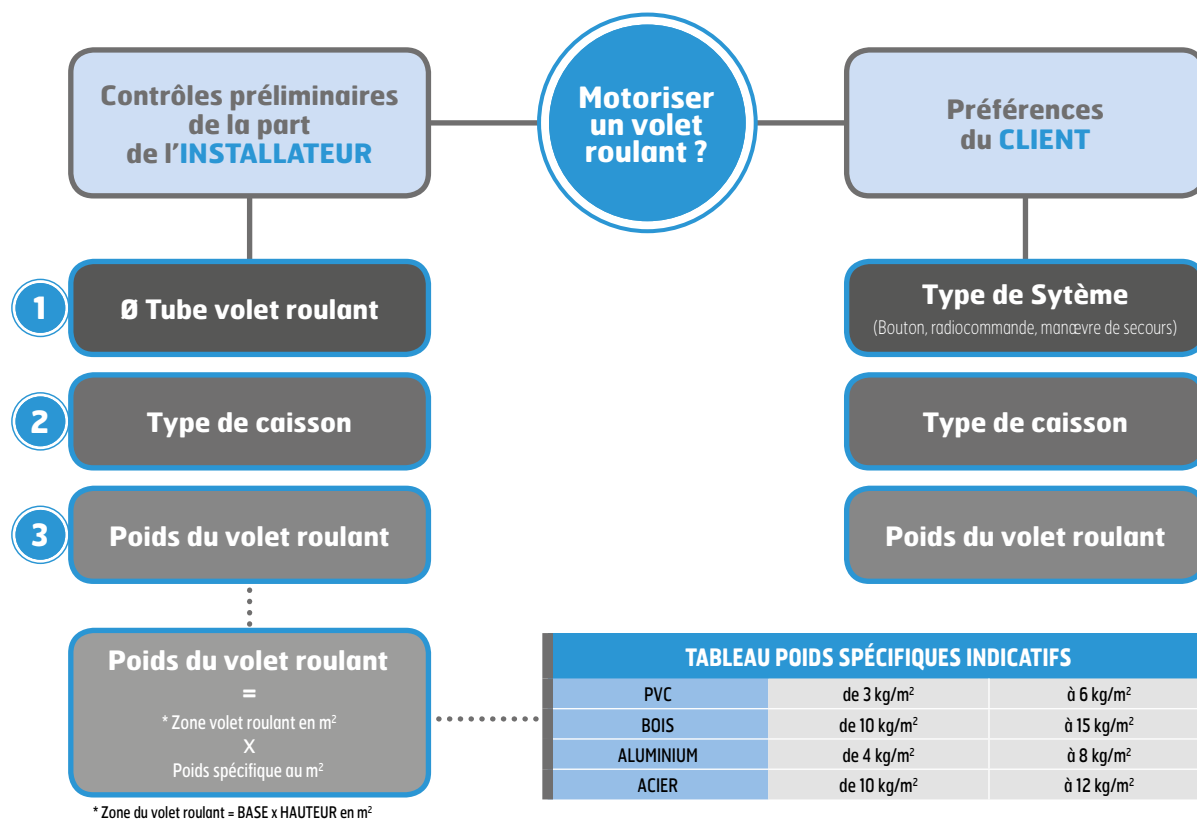 Contrôles préliminaires
de la part
de l'INSTALLATEUR
Motoriser
un volet
roulant ?
Préférences
du CLIENT
1
Ø Tube volet roulant
2
Type de caisson
3
Poids du volet roulant
Type de Sytème
(Bouton, radiocommande, manœvre de secours)
Type de caisson
Poids du volet roulant
Poids du volet roulant
=
* Zone volet roulant en m²
X
Poids spécifique au m²
* Zone du volet roulant = BASE x HAUTEUR en m²
TABLEAU POIDS SPÉCIFIQUES INDICATIFS
PVC de 3 kg/m² à 6 kg/m²
BOIS de 10 kg/m² à 15 kg/m²
ALUMINIUM de 4 kg/m² à 8 kg/m²
ACIER de 10 kg/m² à 12 kg/m²